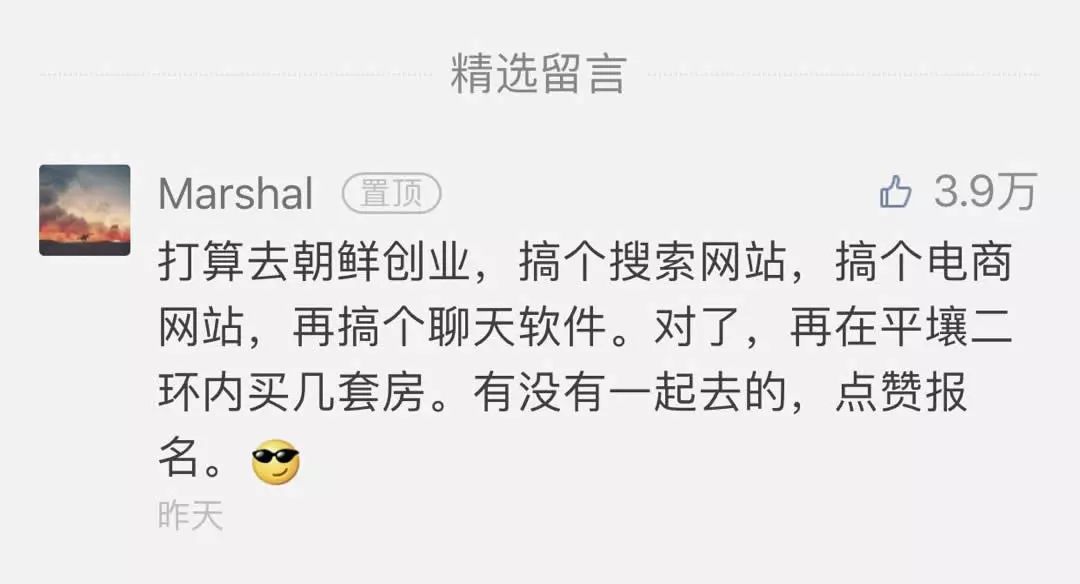 精选留言
Marshal 置顶 3.9万
打算去朝鲜创业，搞个搜索网站，搞个电商
网站，再搞个聊天软件。对了，再在平壤二
环内买几套房。有没有一起去的，点赞报
名。😎
昨天